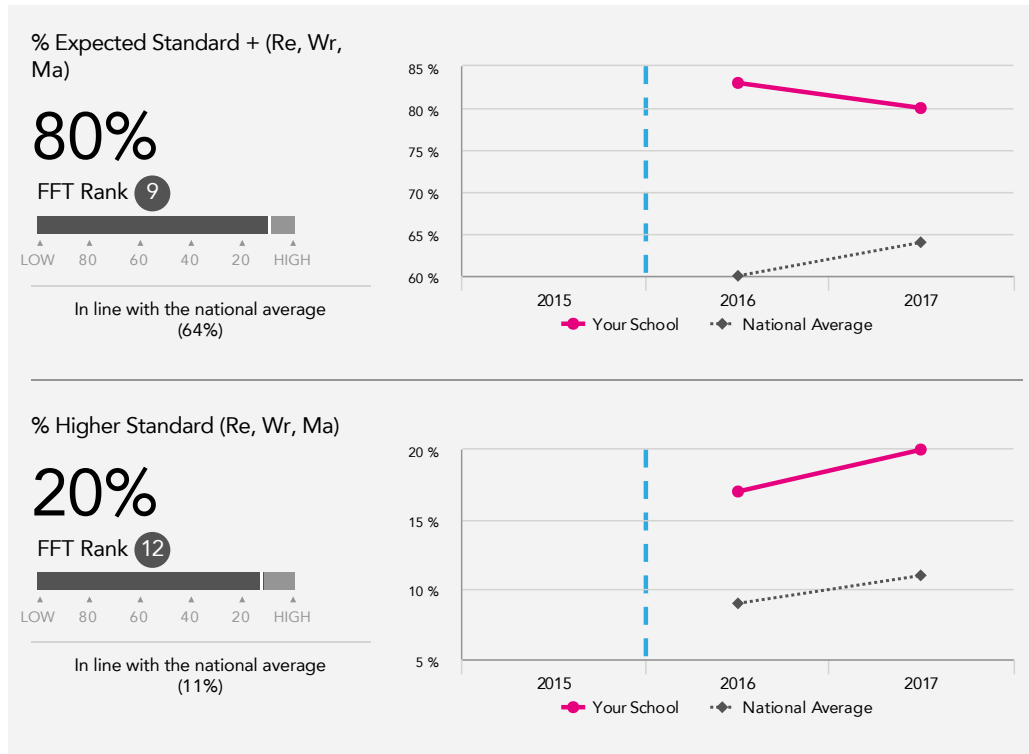 % Expected Standard + (Re, Wr,
Ma)
80%
FFT Rank 9
LOW 80 60 40 20 HIGH
In line with the national average
(64%)
85 %
80 %
75 %
70 %
65 %
60 %
2015 2016 2017
Your School National Average
% Higher Standard (Re, Wr, Ma)
20%
FFT Rank 12
LOW 80 60 40 20 HIGH
In line with the national average
(11%)
20 %
15 %
10 %
5 %
2015 2016 2017
Your School National Average